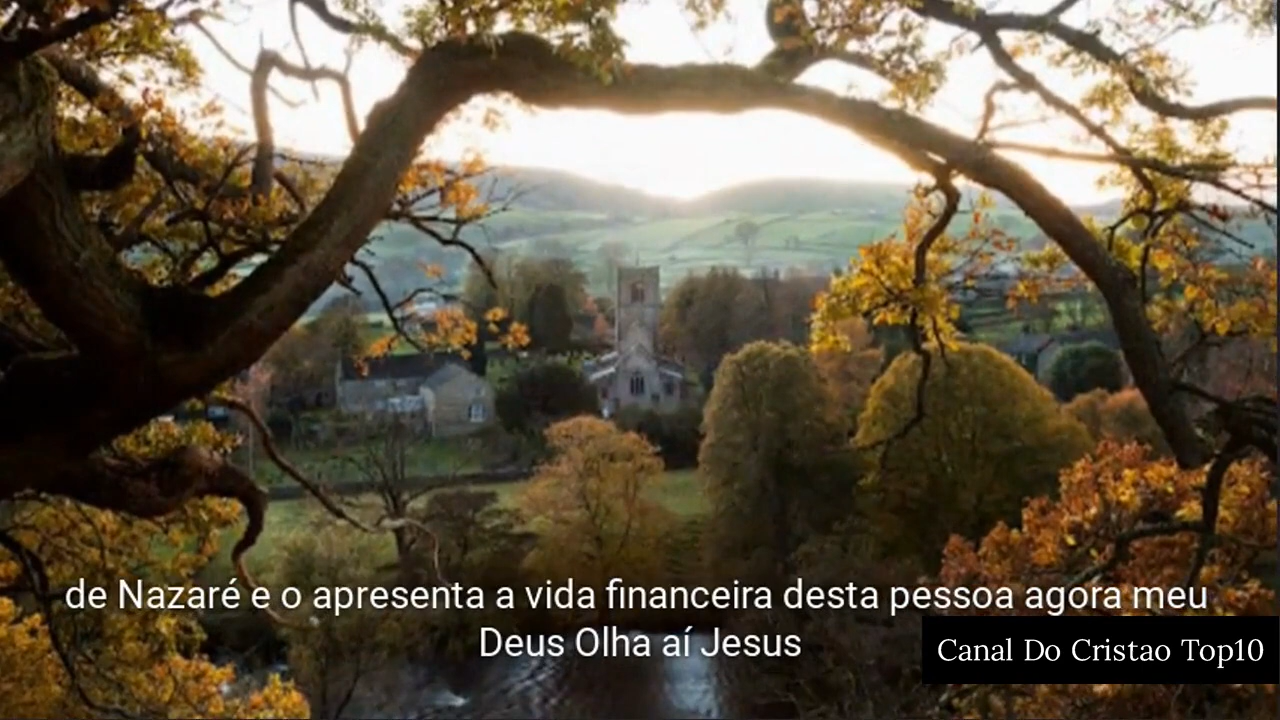 de Nazaré e o apresenta a vida financeira desta pessoa agora meu
Deus Olha aí Jesus
Canal Do Cristao Top10